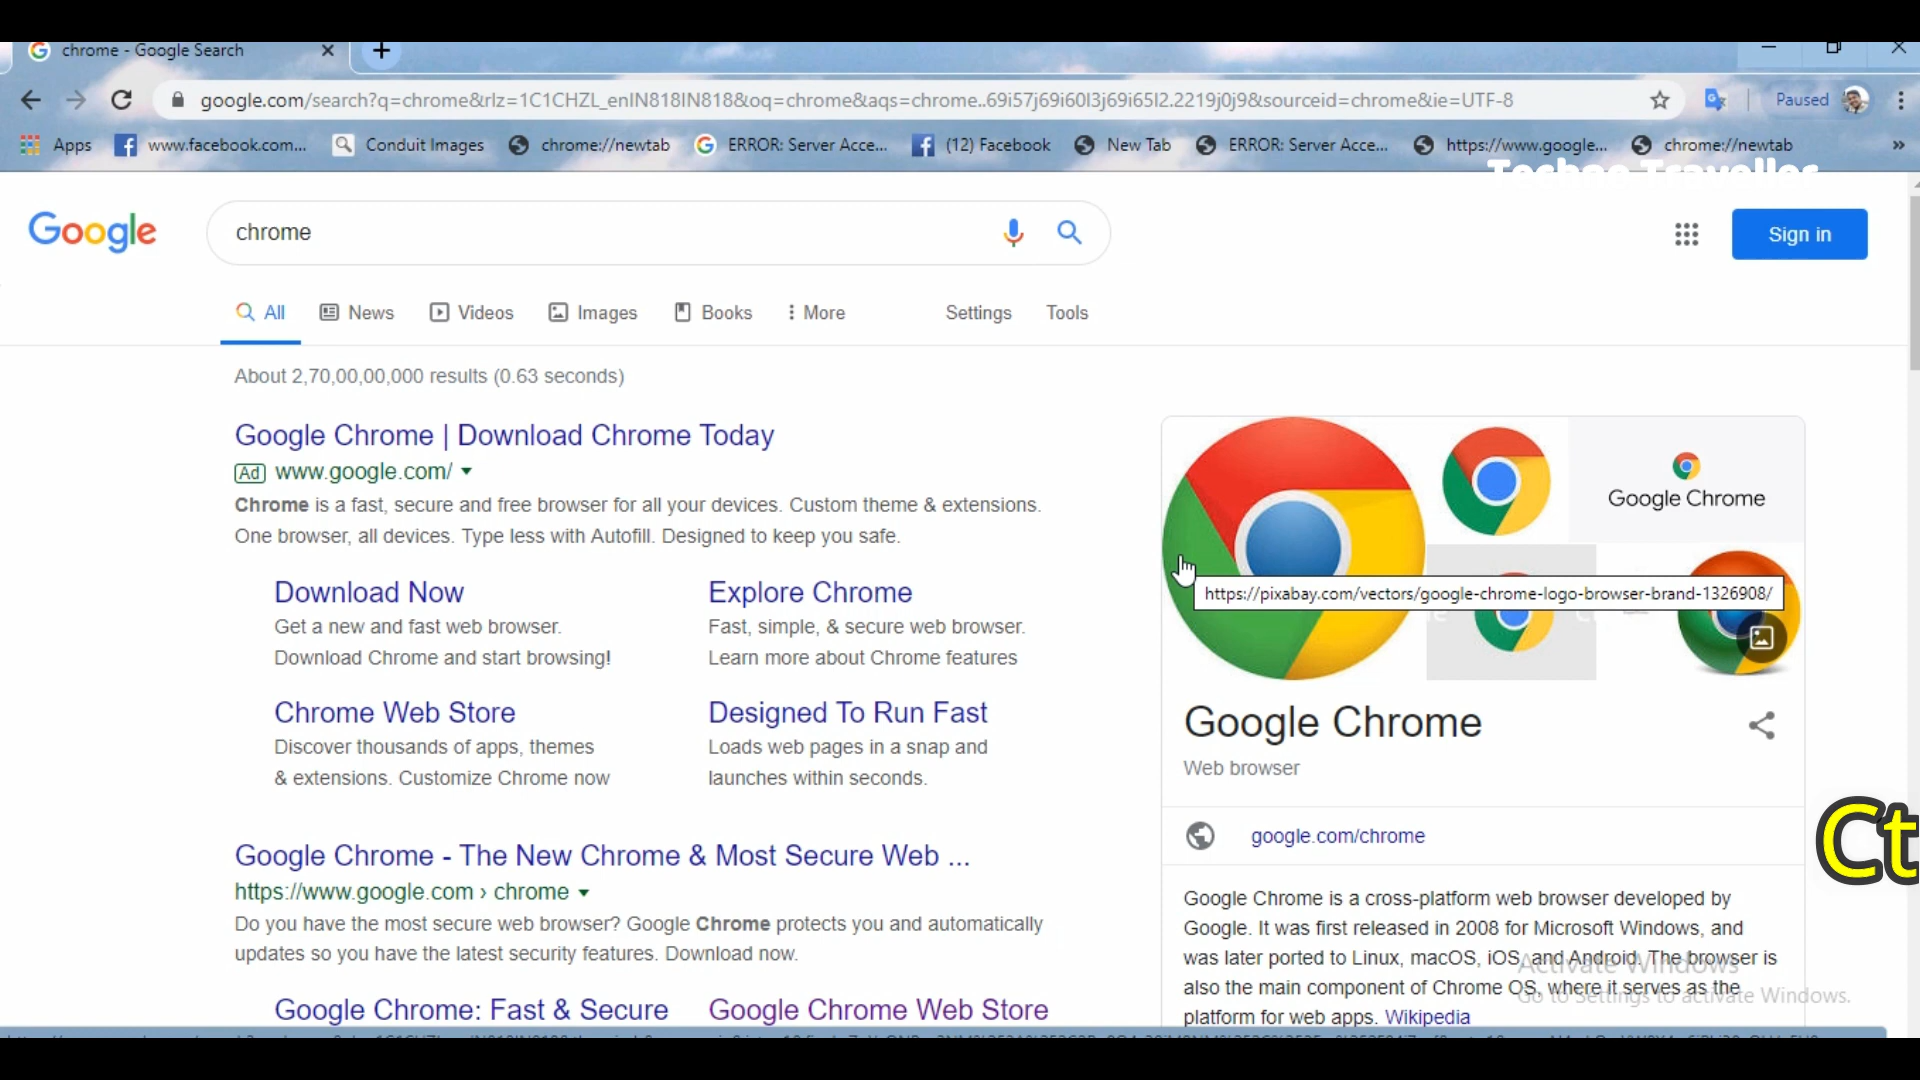 chrome - Google Search
google.com/search?q=chrome&rlz=1C1CHZL_enIN818IN818&oq=chrome&aqs=chrome..69i57j69i60l3j69i65l2.2219j0j9&sourceid=chrome&ie=UTF-8
Paused
Apps
www.facebook.com...
Conduit Images
chrome://newtab
ERROR: Server Acce...
(12) Facebook
New Tab
ERROR: Server Acce...
https://www.google...
chrome://newtab
»
Techno Traveller
Google
chrome
Sign in
All
News
Videos
Images
Books
More
Settings
Tools
About 2,70,00,00,000 results (0.63 seconds)
Google Chrome | Download Chrome Today
Ad www.google.com/
Chrome is a fast, secure and free browser for all your devices. Custom theme & extensions.
One browser, all devices. Type less with Autofill. Designed to keep you safe.
Download Now
Get a new and fast web browser.
Download Chrome and start browsing!
Explore Chrome
Fast, simple, & secure web browser.
Learn more about Chrome features
Chrome Web Store
Discover thousands of apps, themes
& extensions. Customize Chrome now
Designed To Run Fast
Loads web pages in a snap and
launches within seconds.
Google Chrome - The New Chrome & Most Secure Web ...
https://www.google.com › chrome
Do you have the most secure web browser? Google Chrome protects you and automatically
updates so you have the latest security features. Download now.
Google Chrome: Fast & Secure
Google Chrome Web Store
Google Chrome
https://pixabay.com/vectors/google-chrome-logo-browser-brand-1326908/
Google Chrome
Web browser
google.com/chrome
Google Chrome is a cross-platform web browser developed by
Google. It was first released in 2008 for Microsoft Windows, and
was later ported to Linux, macOS, iOS, and Android. The browser is
also the main component of Chrome OS, where it serves as the
platform for web apps. Wikipedia
Ct
Activate Windows
Go to Settings to activate Windows.